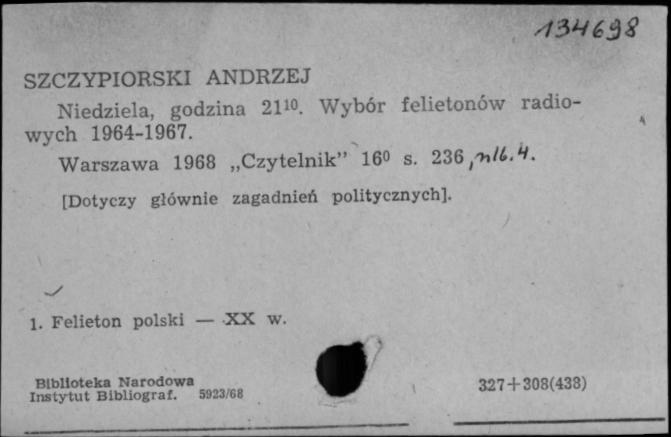 134698
SZCZYPIORSKI ANDRZEJ
Niedziela, godzina 21¹⁰. Wybór felietonów radio-
wych 1964-1967.
Warszawa 1968 „Czytelnik” 16⁰ s. 236, nlb. 4.
[Dotyczy głównie zagadnień politycznych].
1. Felieton polski — XX w.
Biblioteka Narodowa
Instytut Bibliograf. 5923/68
327+308(438)